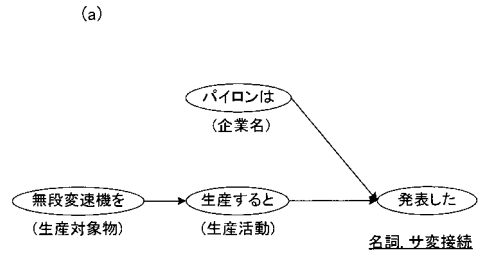 (a)
パイロンは
(企業名)
無段変速機を
生産すると
発表した
(生産対象物)
(生産活動)
名詞，サ変接続